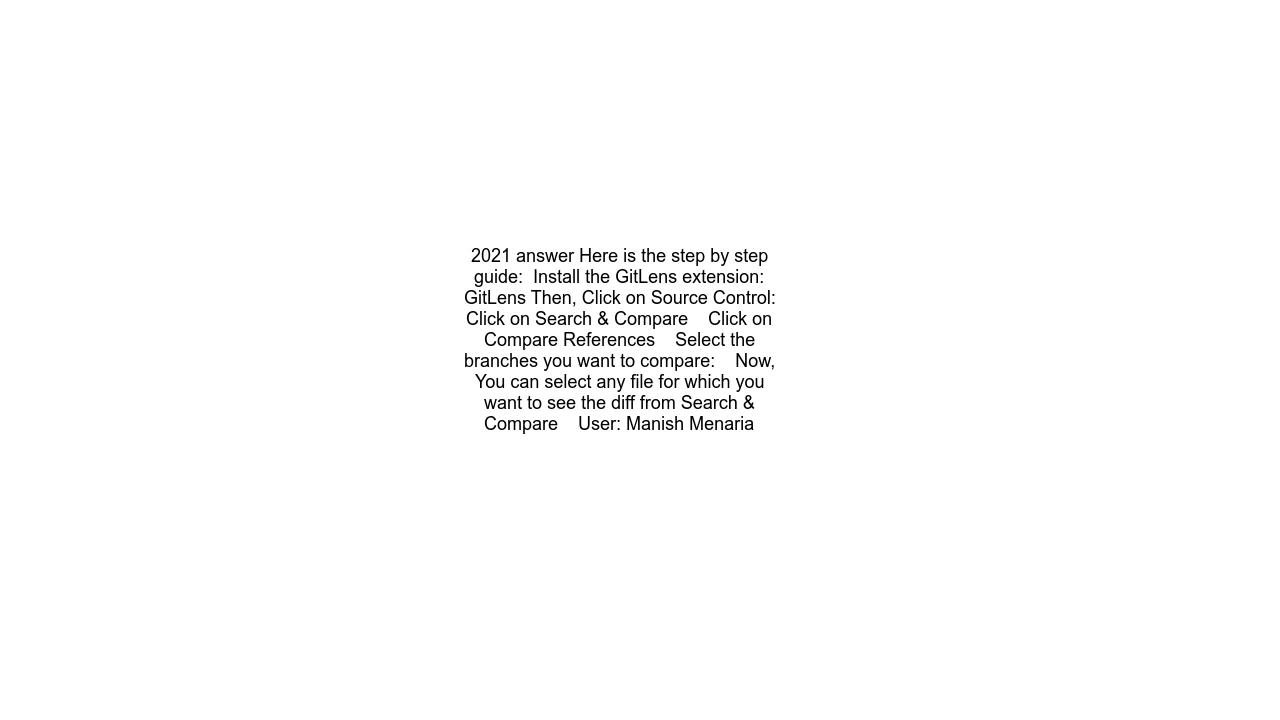 2021 answer Here is the step by step
guide:  Install the GitLens extension:
GitLens Then, Click on Source Control:
Click on Search & Compare    Click on
Compare References    Select the
branches you want to compare:    Now,
You can select any file for which you
want to see the diff from Search &
Compare    User: Manish Menaria